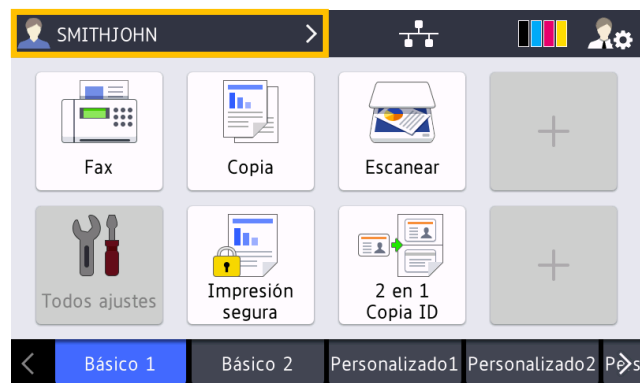 SMITHJOHN
Fax
Copia
Escanear
Todos ajustes
Impresión
segura
2 en 1
Copia ID
Básico 1
Básico 2
Personalizado1
Personalizado2